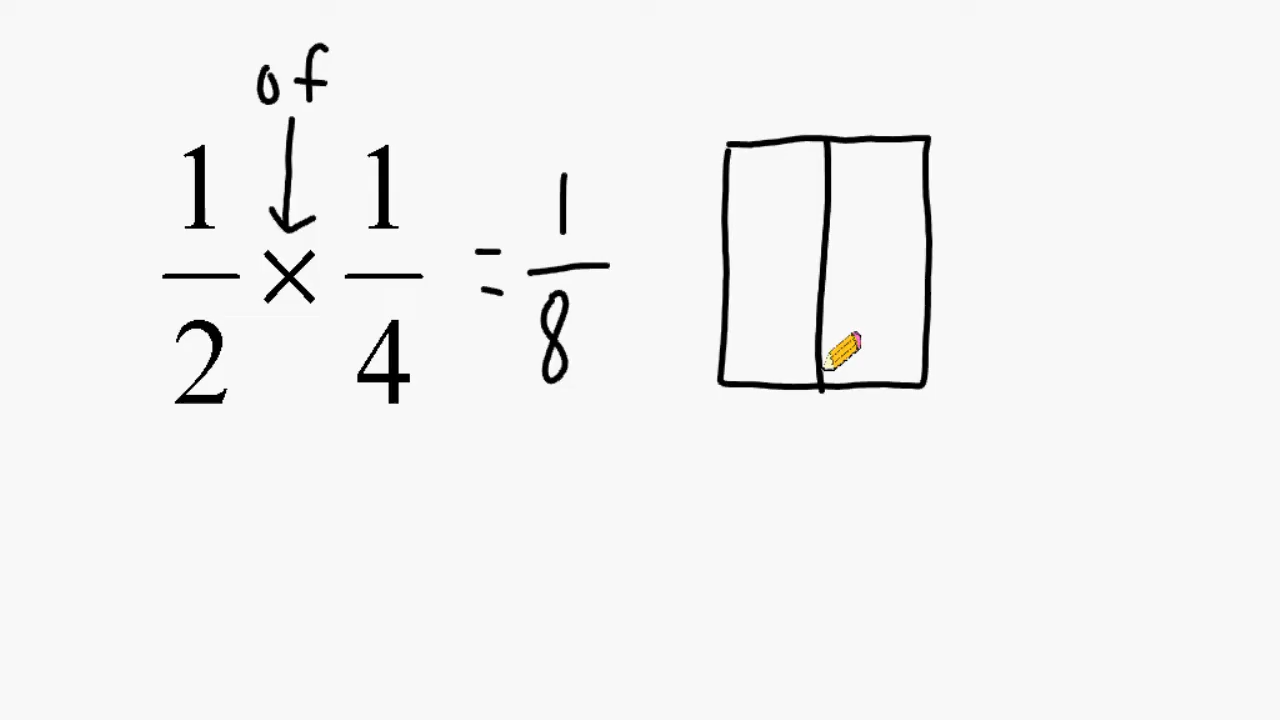 of
1/2 × 1/4 = 1/8